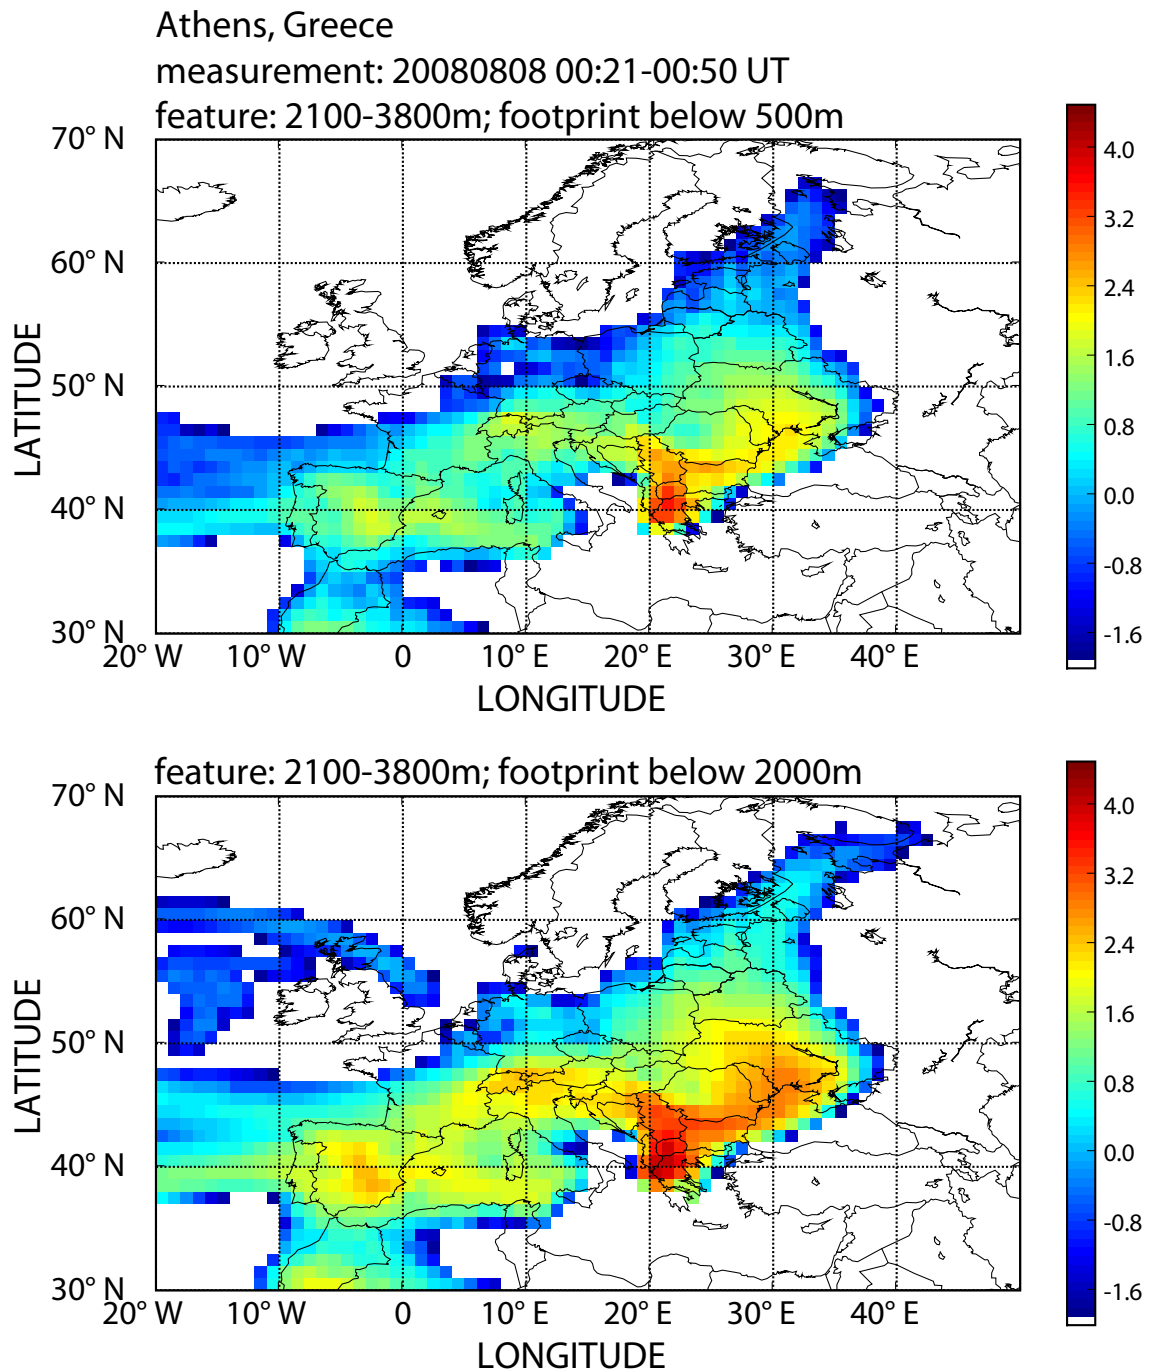 Athens, Greece
measurement: 20080808 00:21-00:50 UT
feature: 2100-3800m; footprint below 500m
70° N
60° N
50° N
40° N
30° N
LATITUDE
20° W
10° W
0
10° E
20° E
30° E
40° E
LONGITUDE
4.0
3.2
2.4
1.6
0.8
0.0
-0.8
-1.6
feature: 2100-3800m; footprint below 2000m
70° N
60° N
50° N
40° N
30° N
LATITUDE
20° W
10° W
0
10° E
20° E
30° E
40° E
LONGITUDE
4.0
3.2
2.4
1.6
0.8
0.0
-0.8
-1.6